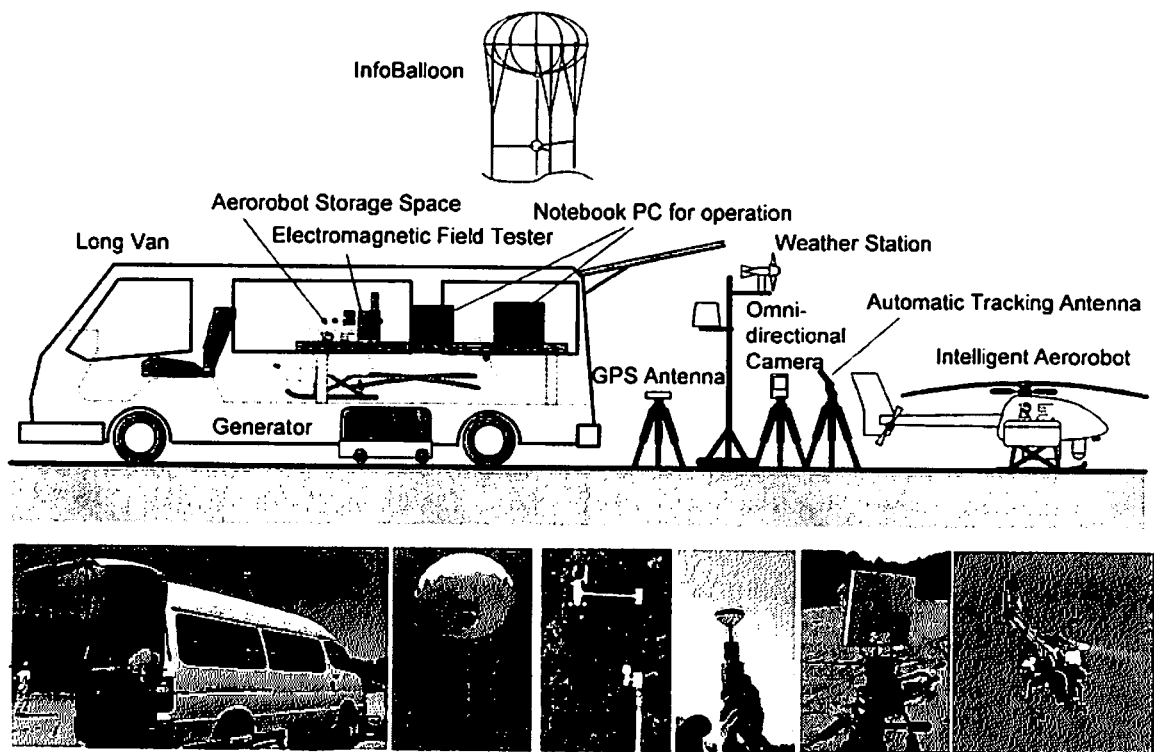 InfoBalloon
Aerorobot Storage Space
Notebook PC for operation
Long Van
Electromagnetic Field Tester
Weather Station
Omni-
directional
Camera
Automatic Tracking Antenna
GPS Antenna
Intelligent Aerorobot
Generator